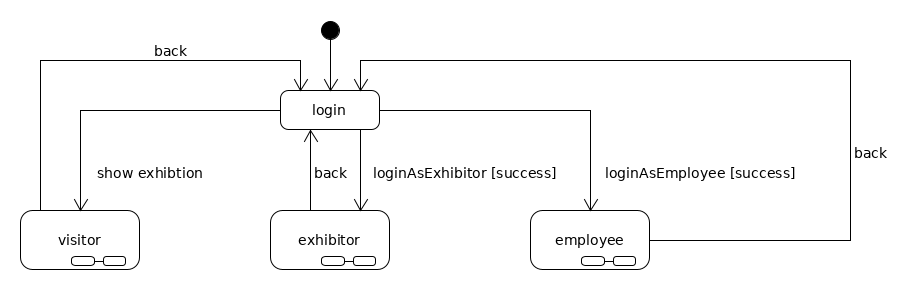 back
login
show exhibtion
back
loginAsExhibitor [success]
loginAsEmployee [success]
back
visitor
exhibitor
employee